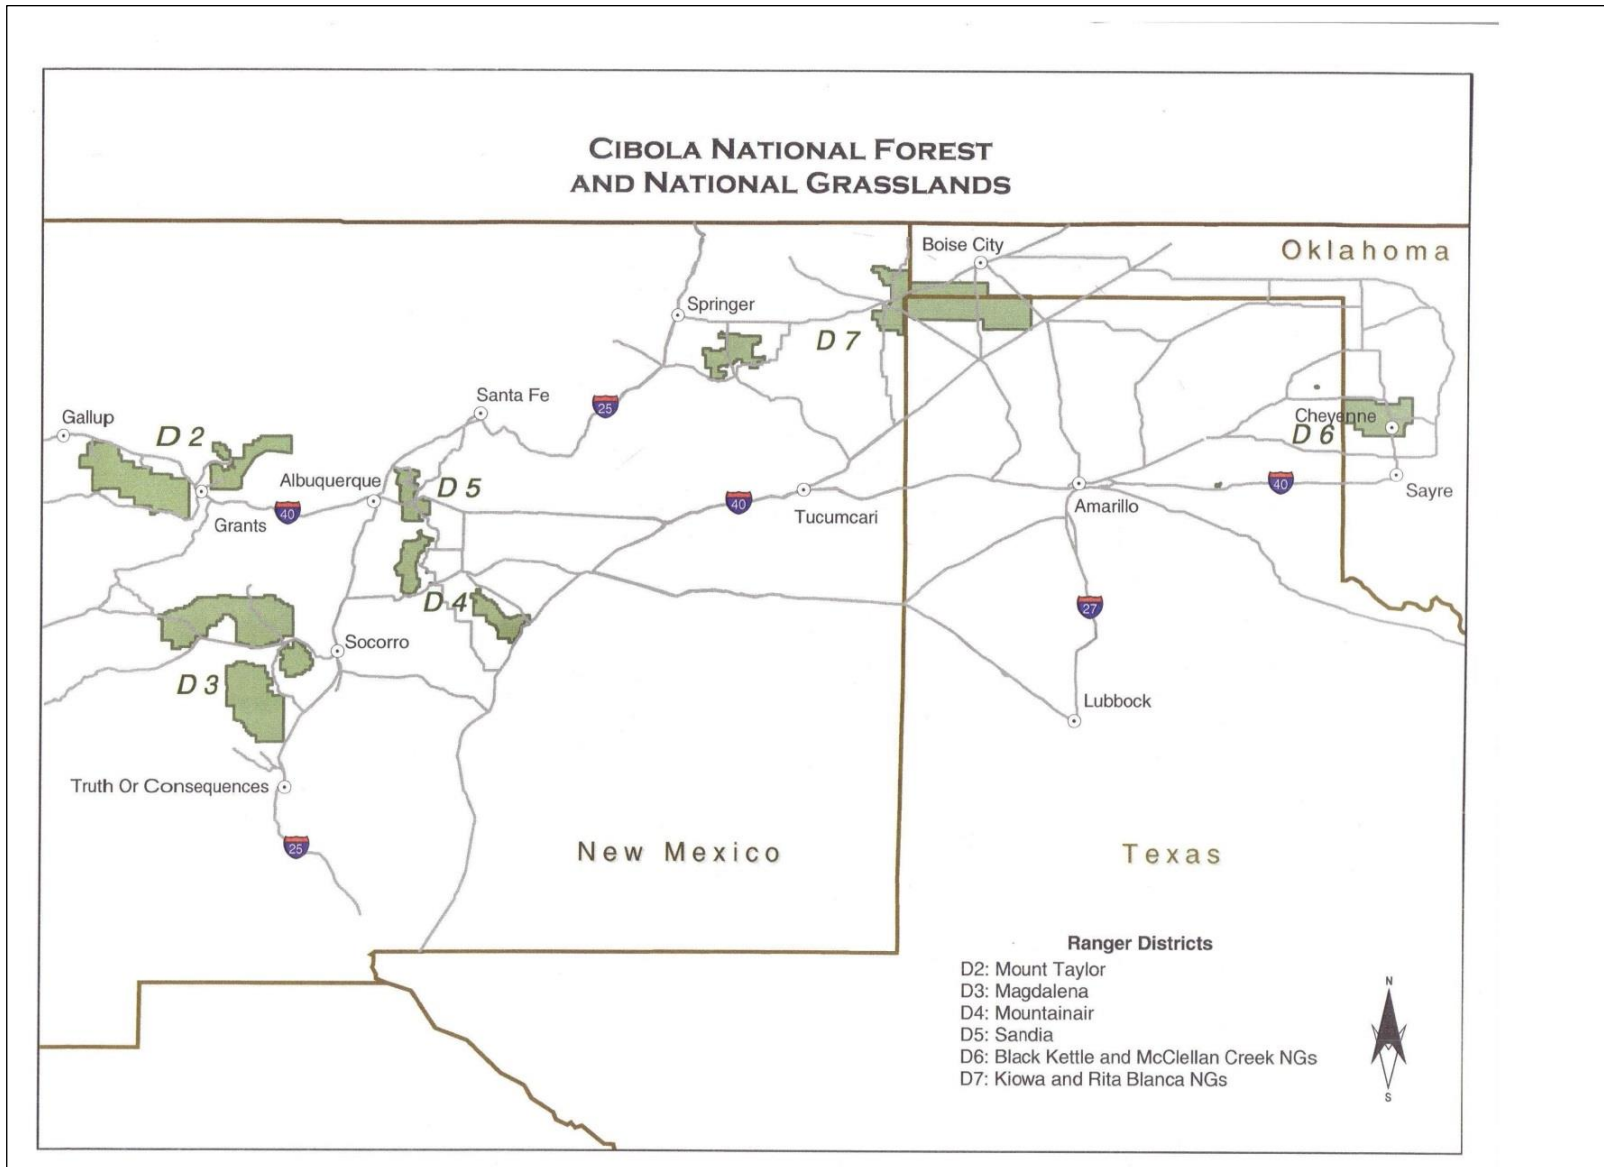 CIBOLA NATIONAL FOREST
AND NATIONAL GRASSLANDS
Boise City
Oklahoma
Springer
D 7
Santa Fe
25
Gallup
D 2
Cheyenne
D 6
Albuquerque
D 5
40
40
40
Sayre
Grants
Tucumcari
Amarillo
D 4
27
Socorro
D 3
Lubbock
Truth Or Consequences
25
New Mexico
Texas
Ranger Districts
D2: Mount Taylor
D3: Magdalena
D4: Mountainair
D5: Sandia
D6: Black Kettle and McClellan Creek NGs
D7: Kiowa and Rita Blanca NGs
N
S